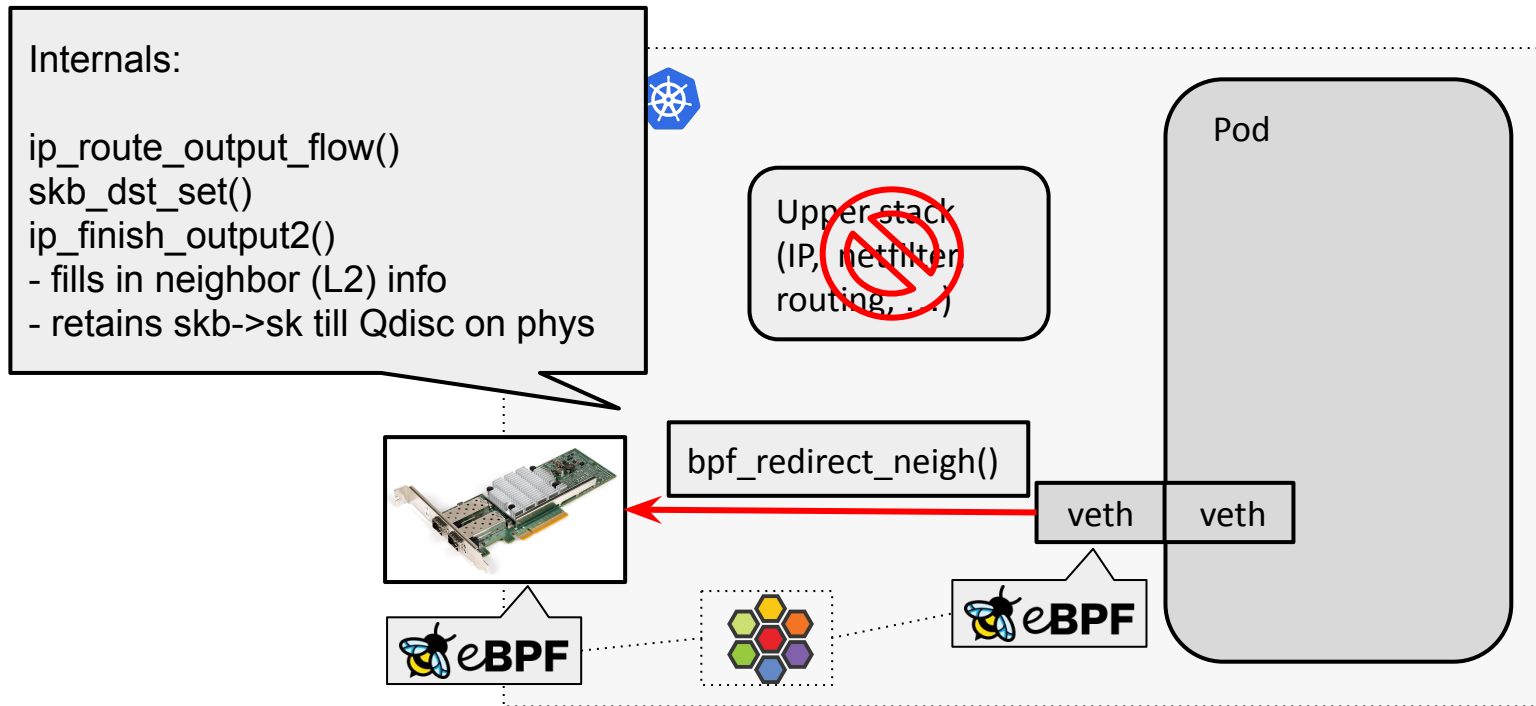 Internals:
ip_route_output_flow()
skb_dst_set()
ip_finish_output2()
- fills in neighbor (L2) info
- retains skb->sk till Qdisc on phys
Pod
Upper stack
(IP, netfilter,
routing, ...)
bpf_redirect_neigh()
veth
veth
eBPF
eBPF